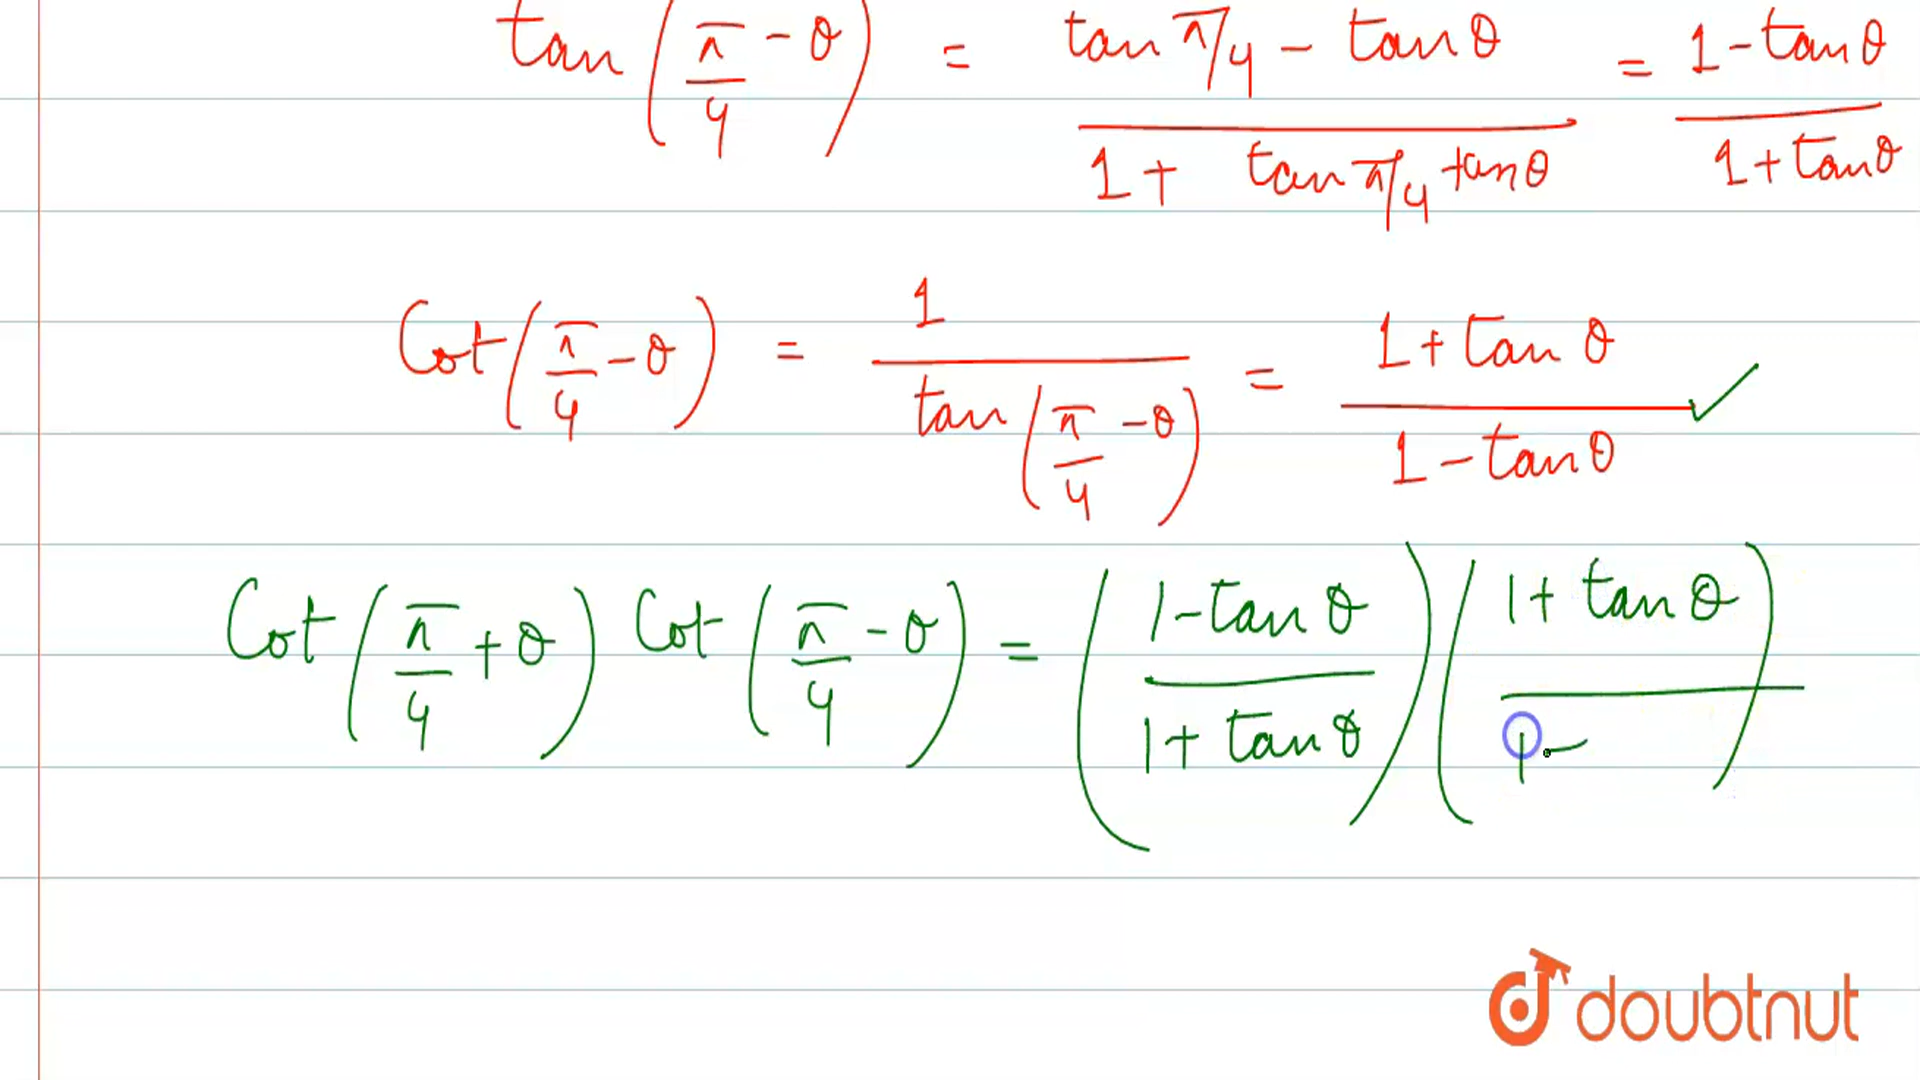 tan(π/4 - θ) = (tan π/4 - tan θ)/(1 + tan π/4 tan θ) = (1 - tan θ)/(1 + tan θ)
Cot(π/4 - θ) = 1/tan(π/4 - θ) = (1 + tan θ)/(1 - tan θ) ✓
Cot(π/4 + θ) Cot(π/4 - θ) = ((1 - tan θ)/(1 + tan θ)) ((1 + tan θ)/(1 -
doubtnut